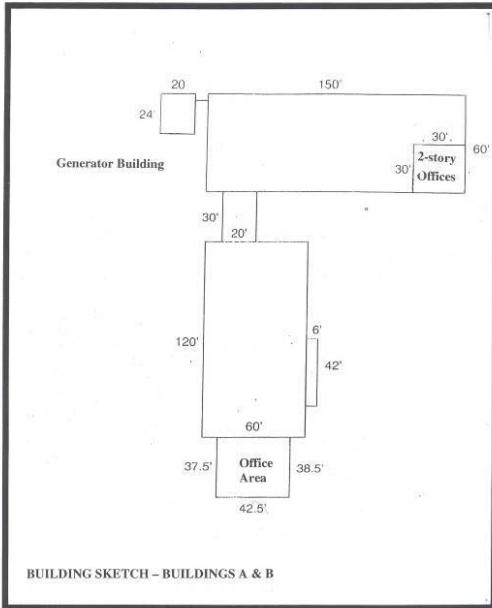 20
150'
24'
30'.
60'
2-story
Offices
30'
Generator Building
30'
20'
120'
6'
42'
60'
37.5'
Office
Area
38.5'
42.5'
BUILDING SKETCH – BUILDINGS A & B